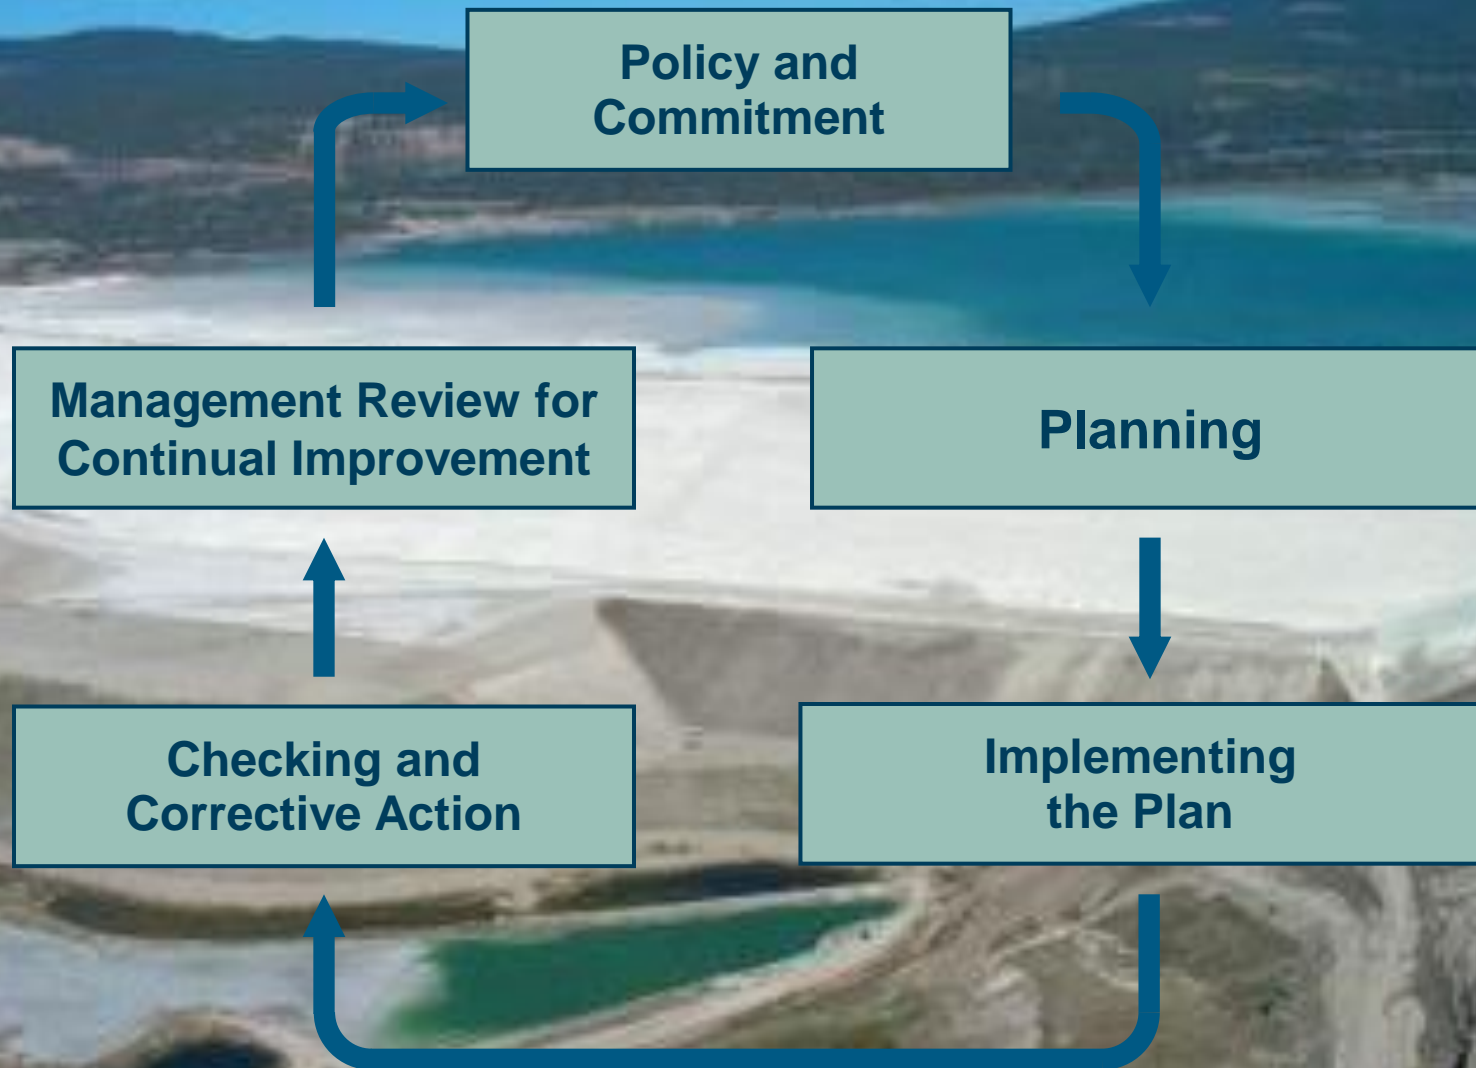 Policy and
Commitment
Management Review for
Continual Improvement
Planning
Checking and
Corrective Action
Implementing
the Plan